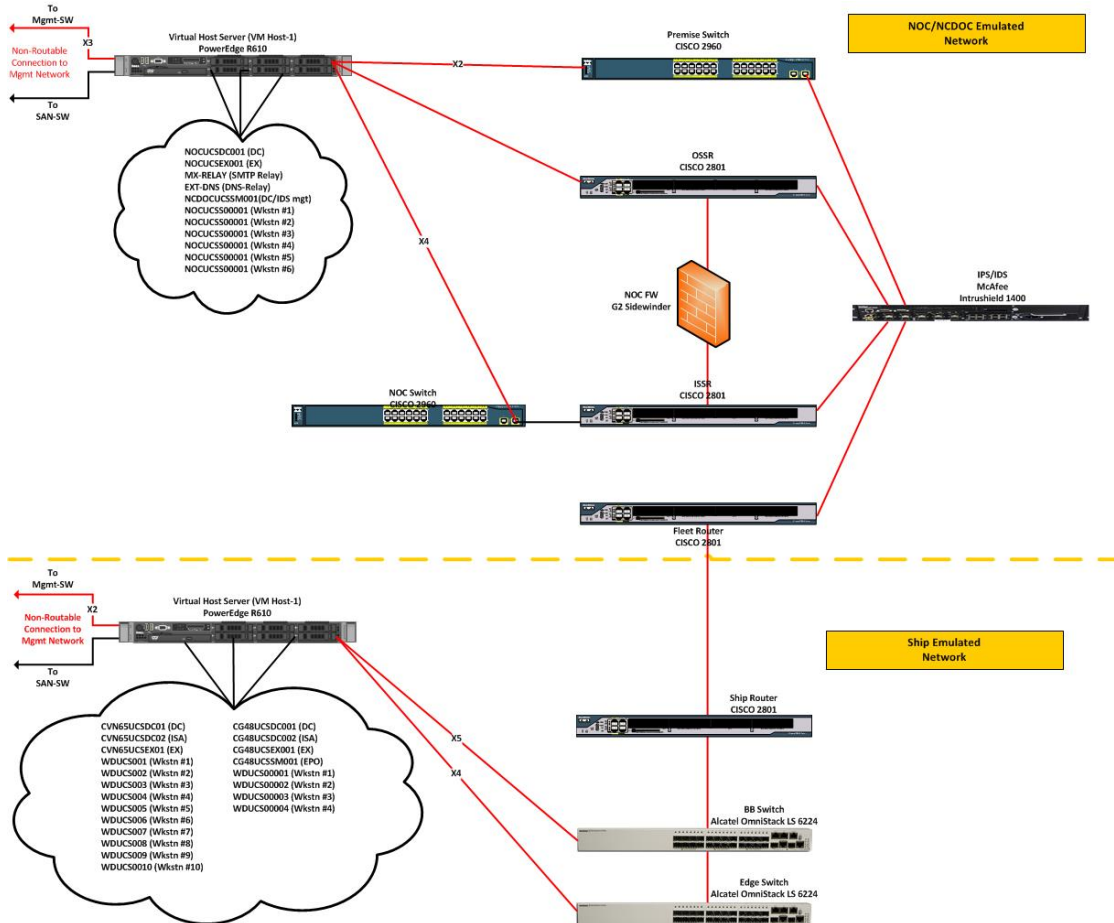 To
Mgmt-SW
X3
Non-Routable
Connection to
Mgmt Network
To
SAN-SW
Virtual Host Server (VM Host-1)
PowerEdge R610
NOCUCSDC001 (DC)
NOCUCSEX001 (EX)
MX-RELAY (SMTP Relay)
EXT-DNS (DNS-Relay)
NCDOCUCSSM001(DC/IDS mgt)
NOCUCSS00001 (Wkstn #1)
NOCUCSS00001 (Wkstn #2)
NOCUCSS00001 (Wkstn #3)
NOCUCSS00001 (Wkstn #4)
NOCUCSS00001 (Wkstn #5)
NOCUCSS00001 (Wkstn #6)
X2
X4
Premise Switch
CISCO 2960
NOC/NCDOC Emulated
Network
OSSR
CISCO 2801
NOC FW
G2 Sidewinder
IPS/IDS
McAfee
Intrushield 1400
NOC Switch
CISCO 2960
ISSR
CISCO 2801
Fleet Router
CISCO 2801
To
Mgmt-SW
X2
Non-Routable
Connection to
Mgmt Network
To
SAN-SW
Virtual Host Server (VM Host-1)
PowerEdge R610
Ship Emulated
Network
CVN65UCSDC01 (DC)
CVN65UCSDC02 (ISA)
CVN65UCSEX01 (EX)
WDUCS001 (Wkstn #1)
WDUCS002 (Wkstn #2)
WDUCS003 (Wkstn #3)
WDUCS004 (Wkstn #4)
WDUCS005 (Wkstn #5)
WDUCS006 (Wkstn #6)
WDUCS007 (Wkstn #7)
WDUCS008 (Wkstn #8)
WDUCS009 (Wkstn #9)
WDUCS0010 (Wkstn #10)
CG48UCSDC001 (DC)
CG48UCSDC002 (ISA)
CG48UCSEX001 (EX)
CG48UCSSM001 (EPO)
WDUCS00001 (Wkstn #1)
WDUCS00002 (Wkstn #2)
WDUCS00003 (Wkstn #3)
WDUCS00004 (Wkstn #4)
X5
X4
Ship Router
CISCO 2801
BB Switch
Alcatel OmniStack LS 6224
Edge Switch
Alcatel OmniStack LS 6224